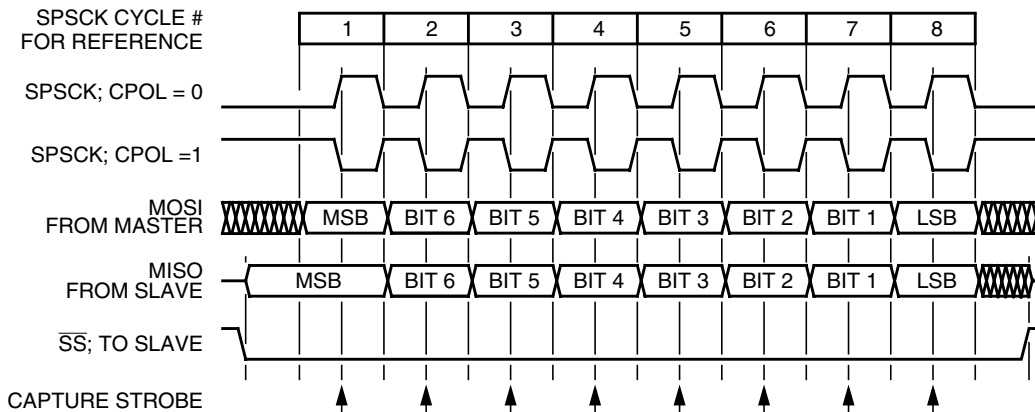 SPSCK CYCLE #
FOR REFERENCE
1 2 3 4 5 6 7 8
SPSCK; CPOL = 0
SPSCK; CPOL =1
MOSI
FROM MASTER
MSB BIT 6 BIT 5 BIT 4 BIT 3 BIT 2 BIT 1 LSB
MISO
FROM SLAVE
MSB BIT 6 BIT 5 BIT 4 BIT 3 BIT 2 BIT 1 LSB
S̅S̅; TO SLAVE
CAPTURE STROBE